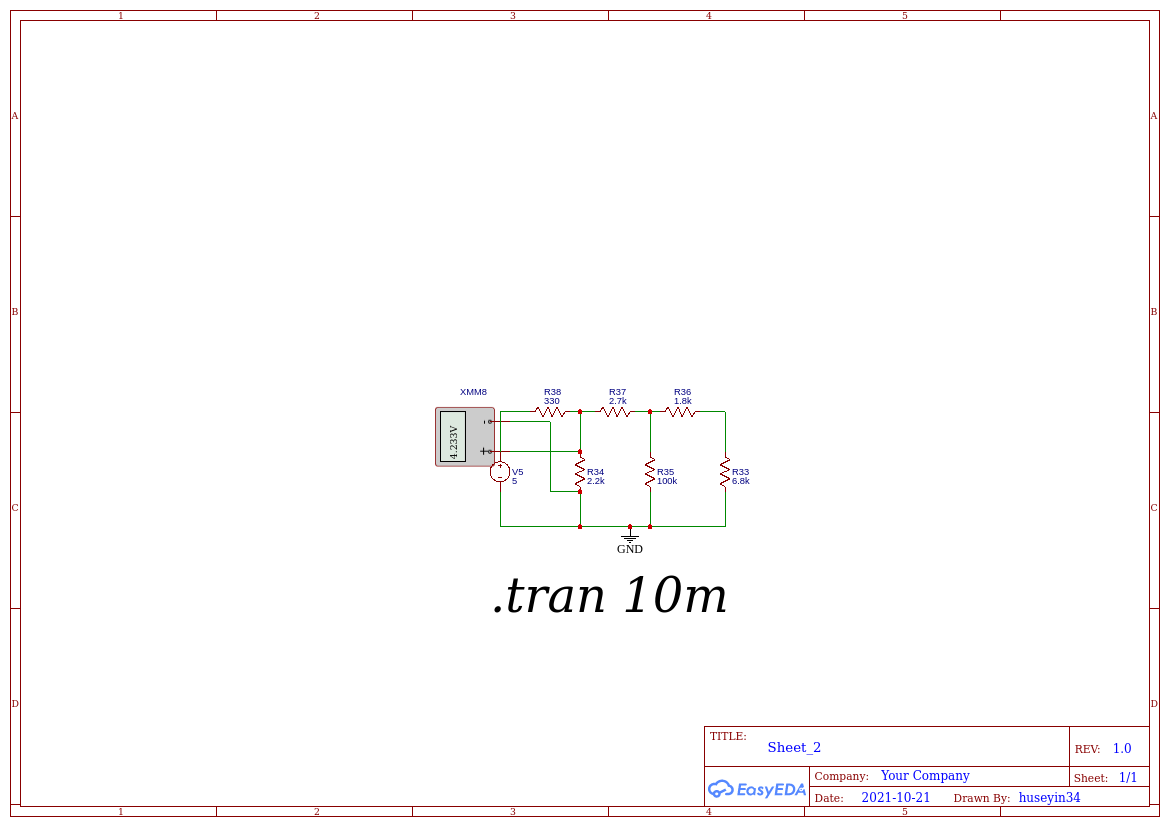 1 2 3 4 5
A A
B B
XMM8
R38
330
R37
2.7k
R36
1.8k
4.233V
-
+
V5
5
R34
2.2k
R35
100k
R33
6.8k
C C
GND
.tran 10m
D D
TITLE:
Sheet_2
REV: 1.0
EasyEDA
Company: Your Company
Sheet: 1/1
Date: 2021-10-21 Drawn By: huseyin34
1 2 3 4 5